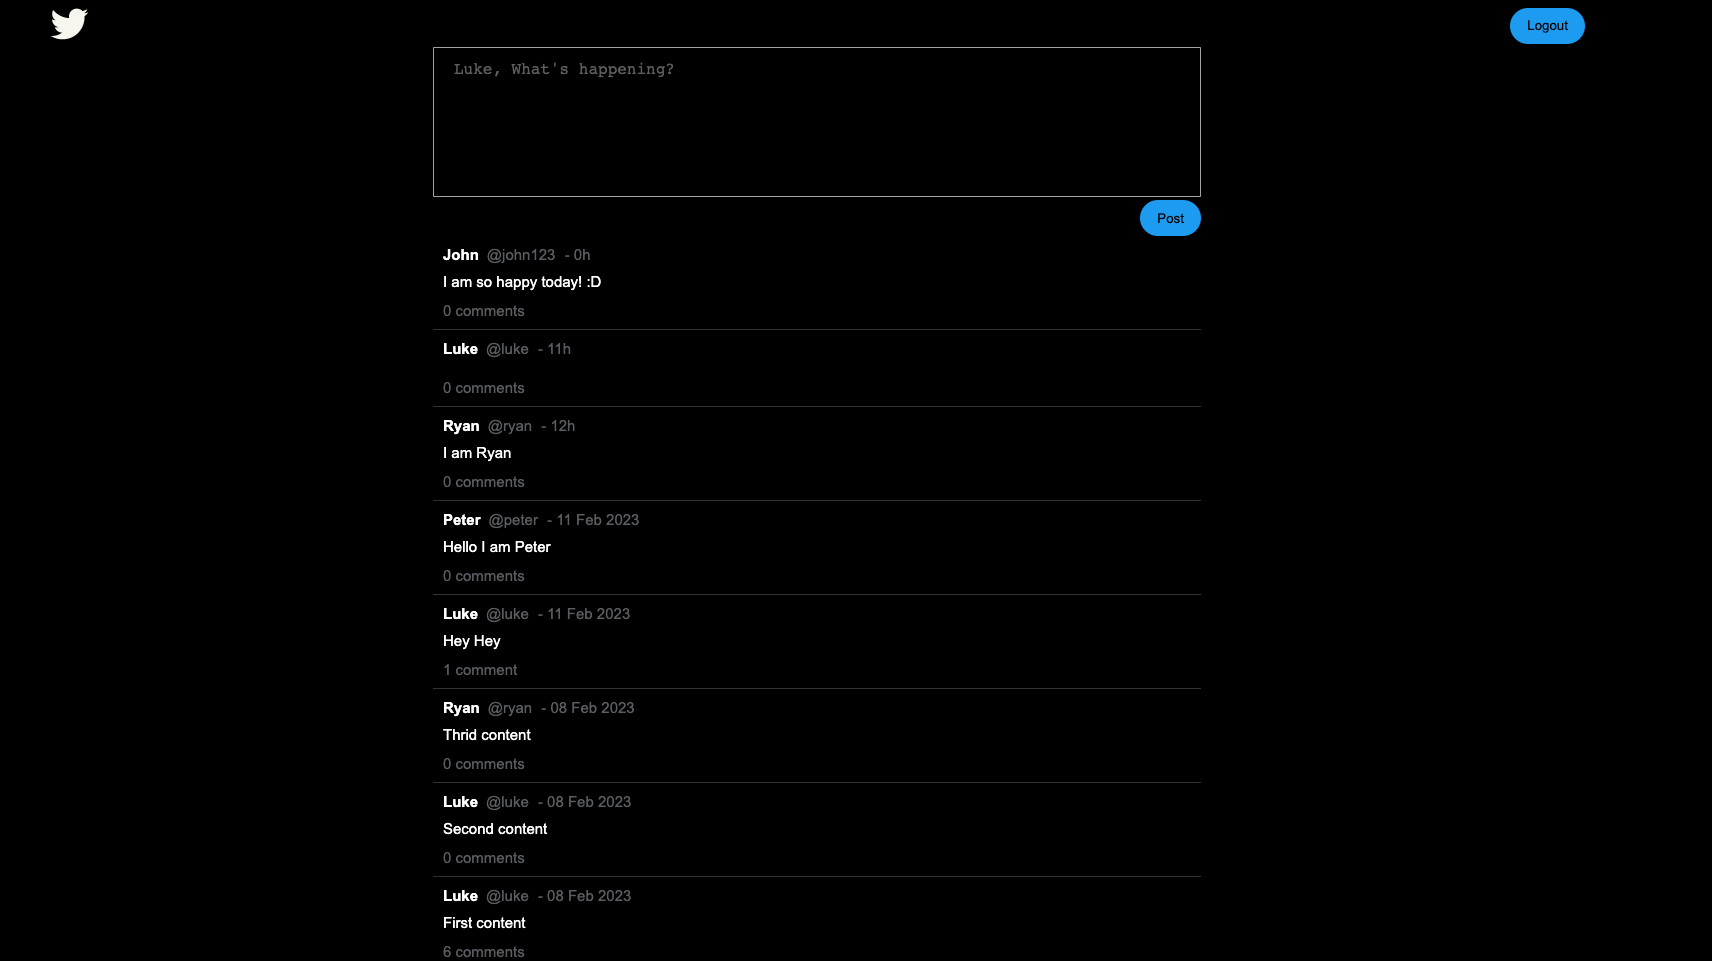 Logout
Luke, What's happening?
Post
John @john123 - 0h
I am so happy today! :D
0 comments
Luke @luke - 11h
0 comments
Ryan @ryan - 12h
I am Ryan
0 comments
Peter @peter - 11 Feb 2023
Hello I am Peter
0 comments
Luke @luke - 11 Feb 2023
Hey Hey
1 comment
Ryan @ryan - 08 Feb 2023
Thrid content
0 comments
Luke @luke - 08 Feb 2023
Second content
0 comments
Luke @luke - 08 Feb 2023
First content
6 comments